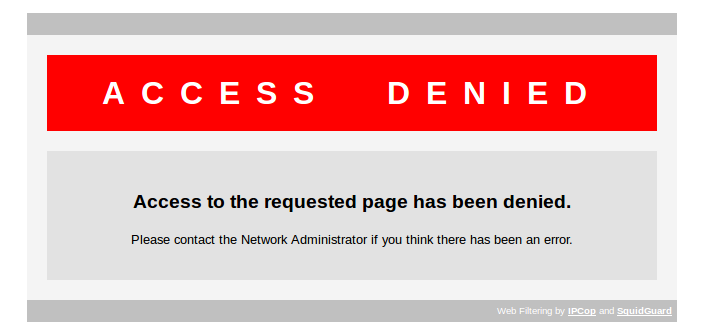 ACCESS DENIED
Access to the requested page has been denied.
Please contact the Network Administrator if you think there has been an error.
Web Filtering by IPCop and SquidGuard